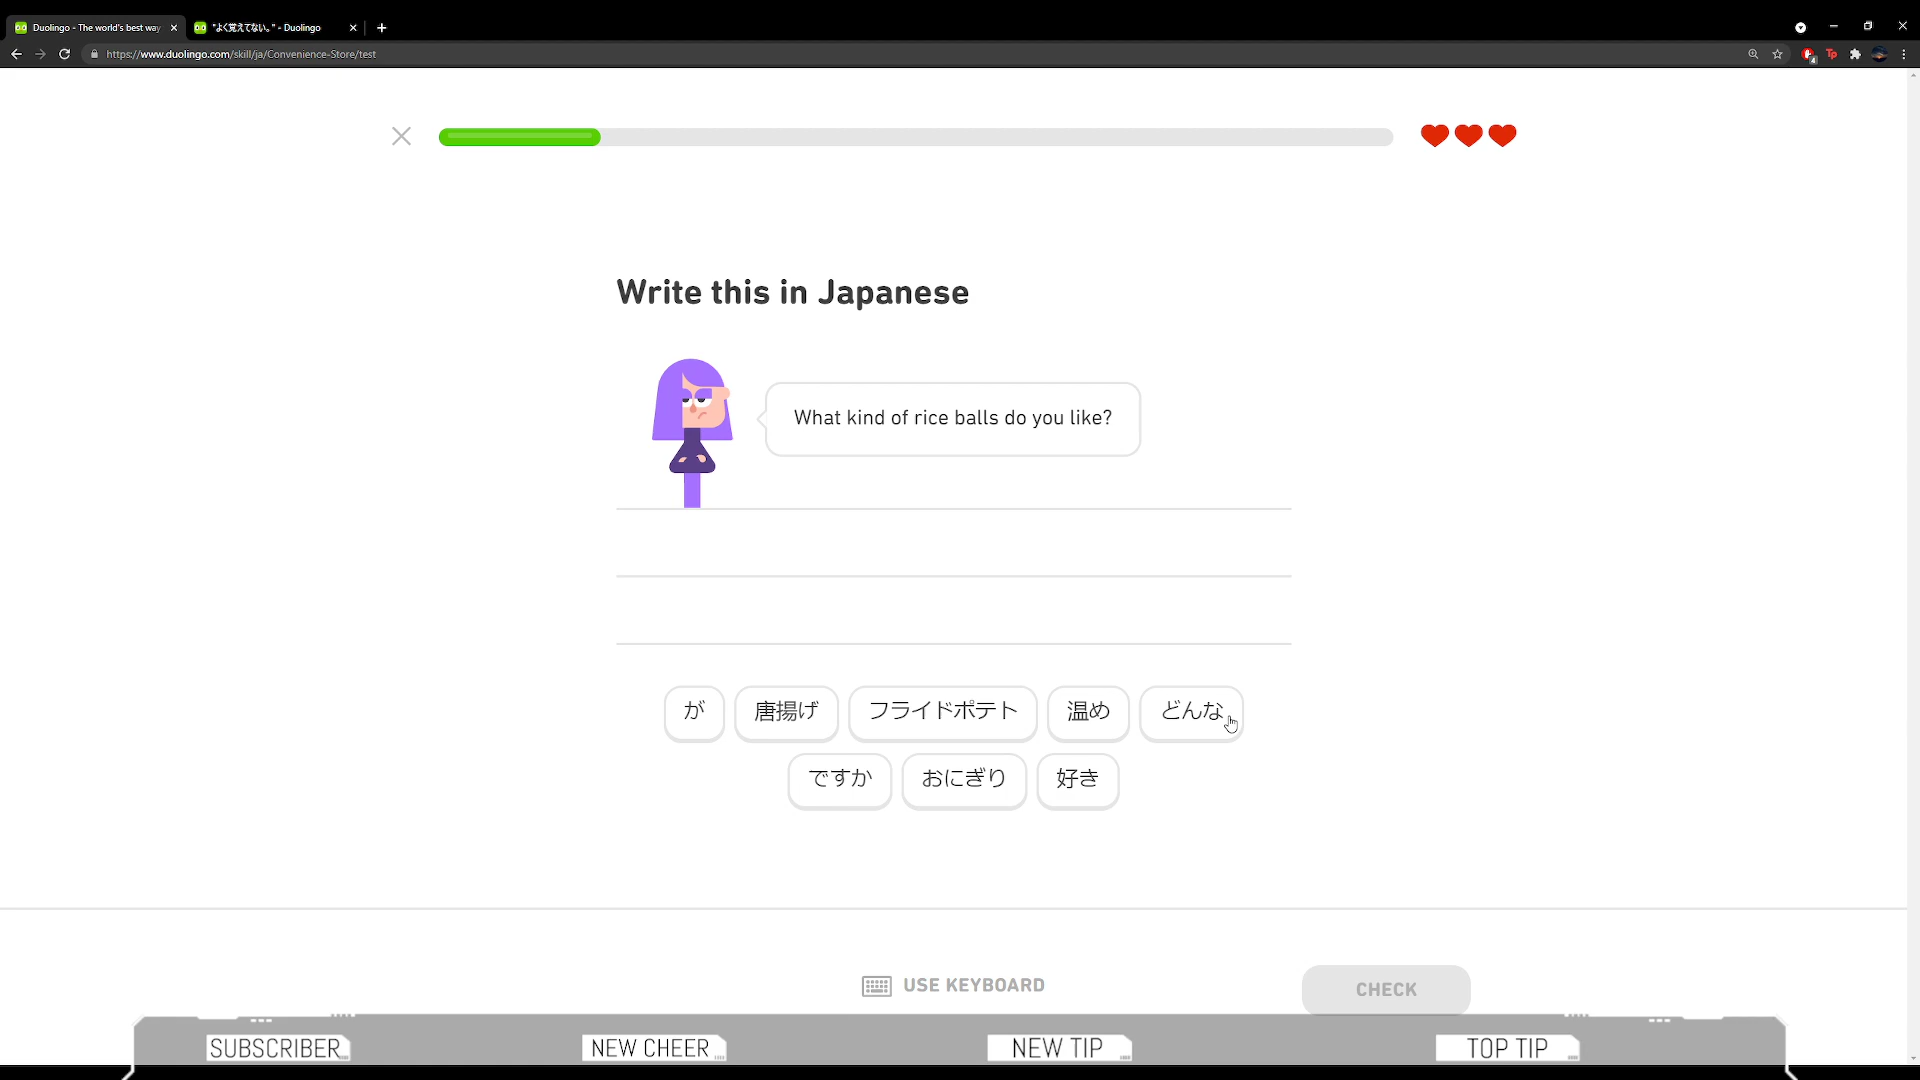 Duolingo - The world's best way
"よく覚えてない。" - Duolingo
https://www.duolingo.com/skill/ja/Convenience-Store/test
Tp
4
Write this in Japanese
What kind of rice balls do you like?
が 唐揚げ フライドポテト 温め どんな
ですか おにぎり 好き
USE KEYBOARD
CHECK
SUBSCRIBER NEW CHEER NEW TIP TOP TIP